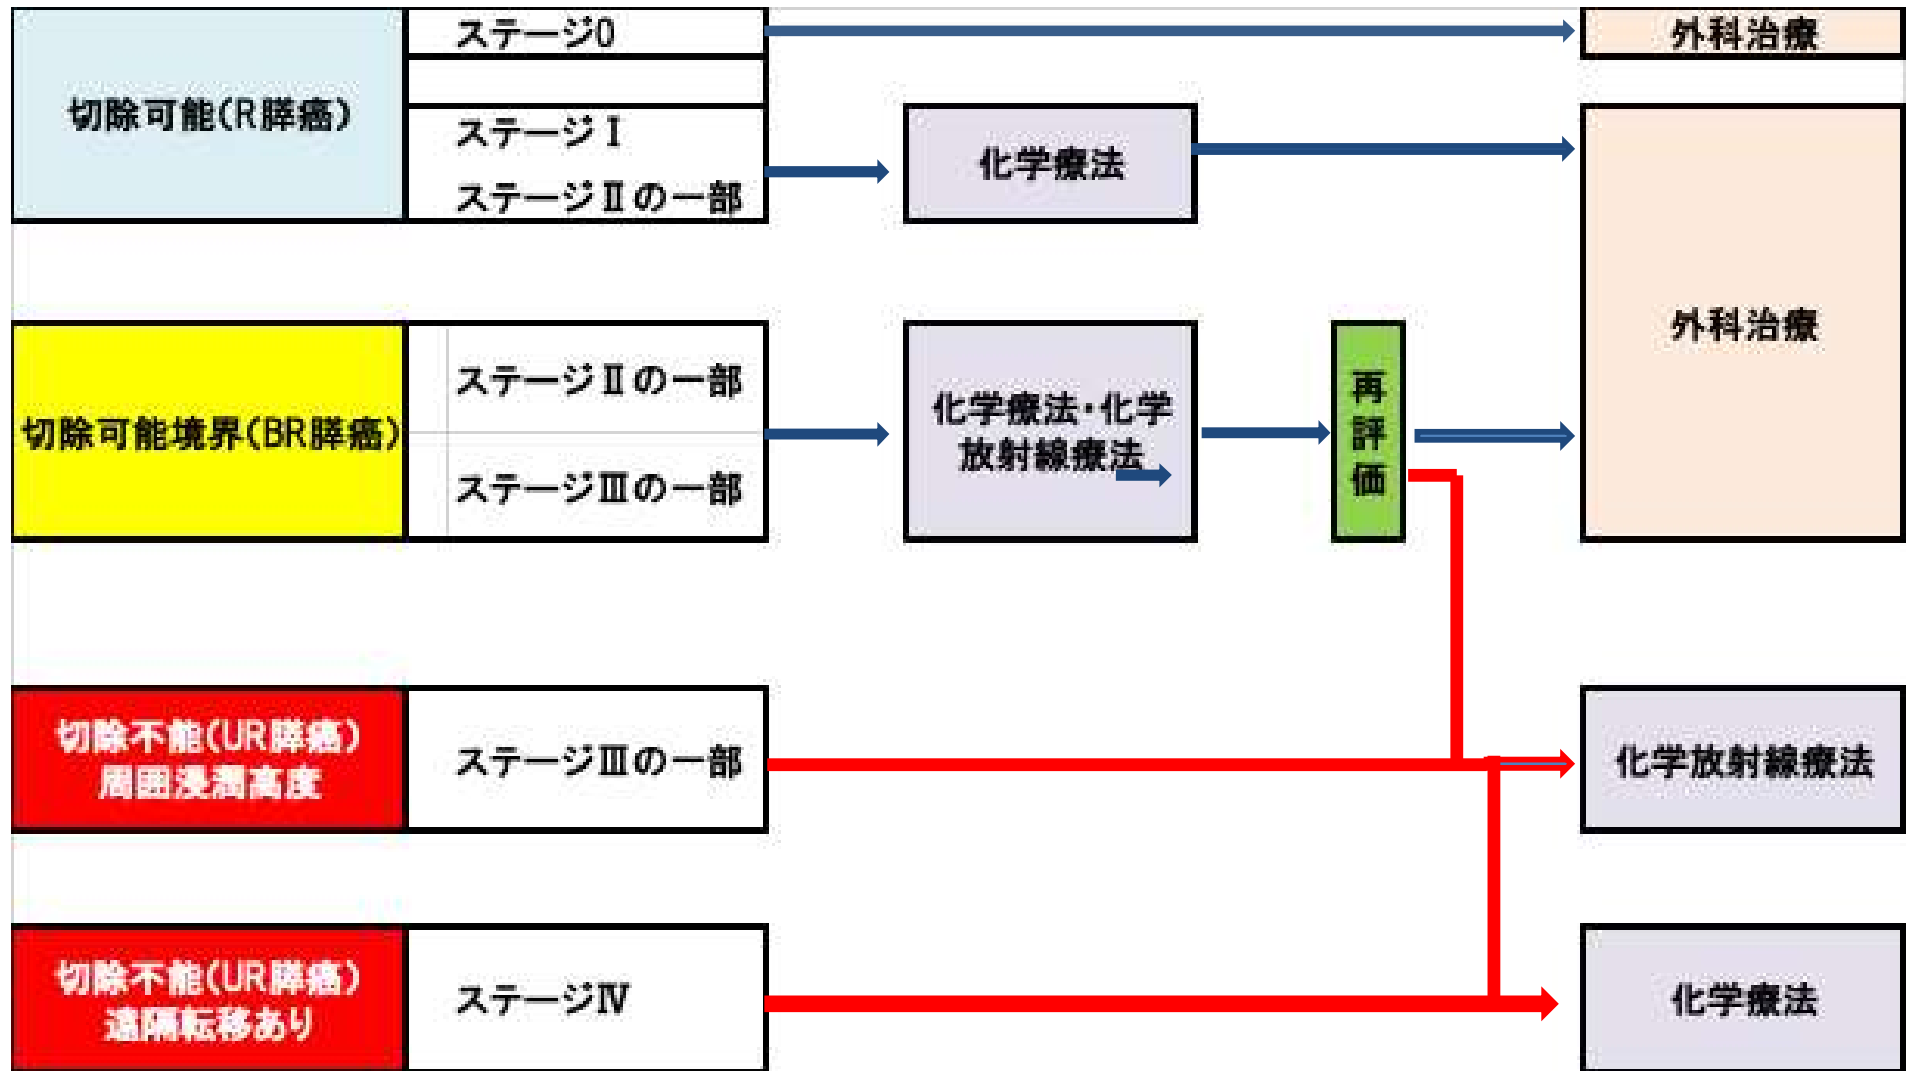 ステージ0
外科治療
切除可能(R膵癌)
ステージⅠ
ステージⅡの一部
化学療法
外科治療
切除可能境界(BR膵癌)
ステージⅡの一部
ステージⅢの一部
化学療法・化学
放射線療法
再
評
価
切除不能(UR膵癌)
周囲浸潤高度
ステージⅢの一部
化学放射線療法
切除不能(UR膵癌)
遠隔転移あり
ステージⅣ
化学療法